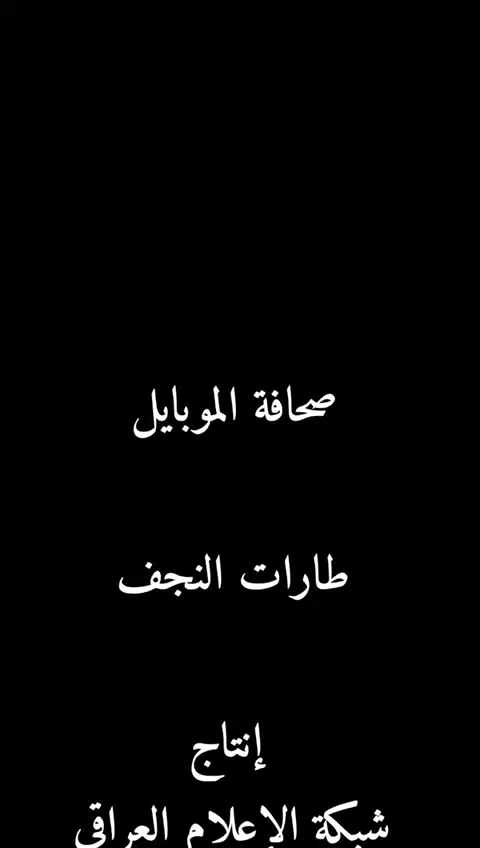 صحافة الموبايل
طارات النجف
إنتاج
شبكة الإعلام العراقي